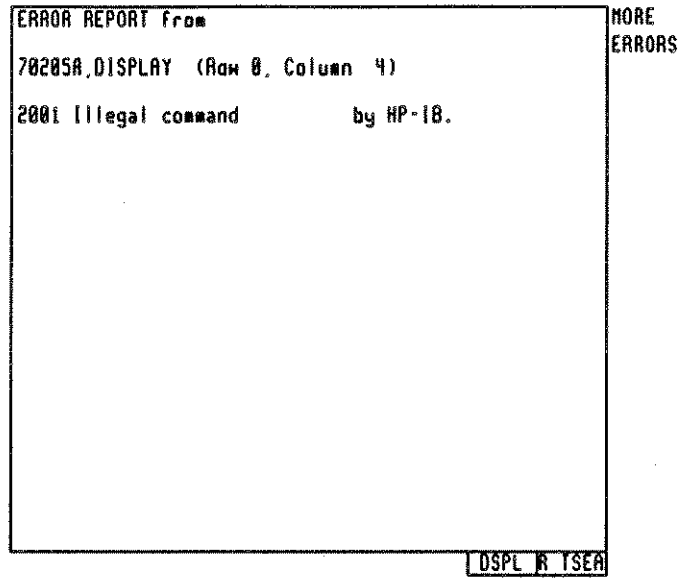 ERROR REPORT from
70205A,DISPLAY (Row 0, Column 4)
2001 Illegal command by HP-IB.
MORE
ERRORS
DSPL R TSEA